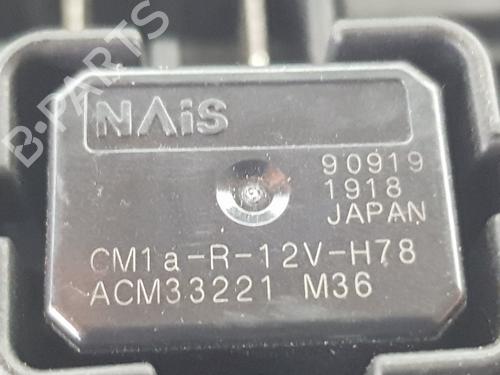 NAiS
90919
1918
JAPAN
CM1a-R-12V-H78
ACM33221 M36
B-PARTS